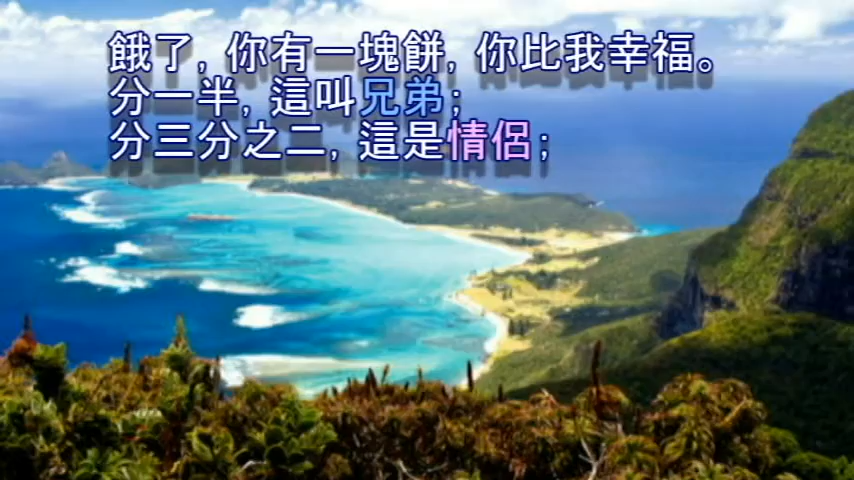 餓了, 你有一塊餅, 你比我幸福。
分一半, 這叫兄弟;
分三分之二, 這是情侶;